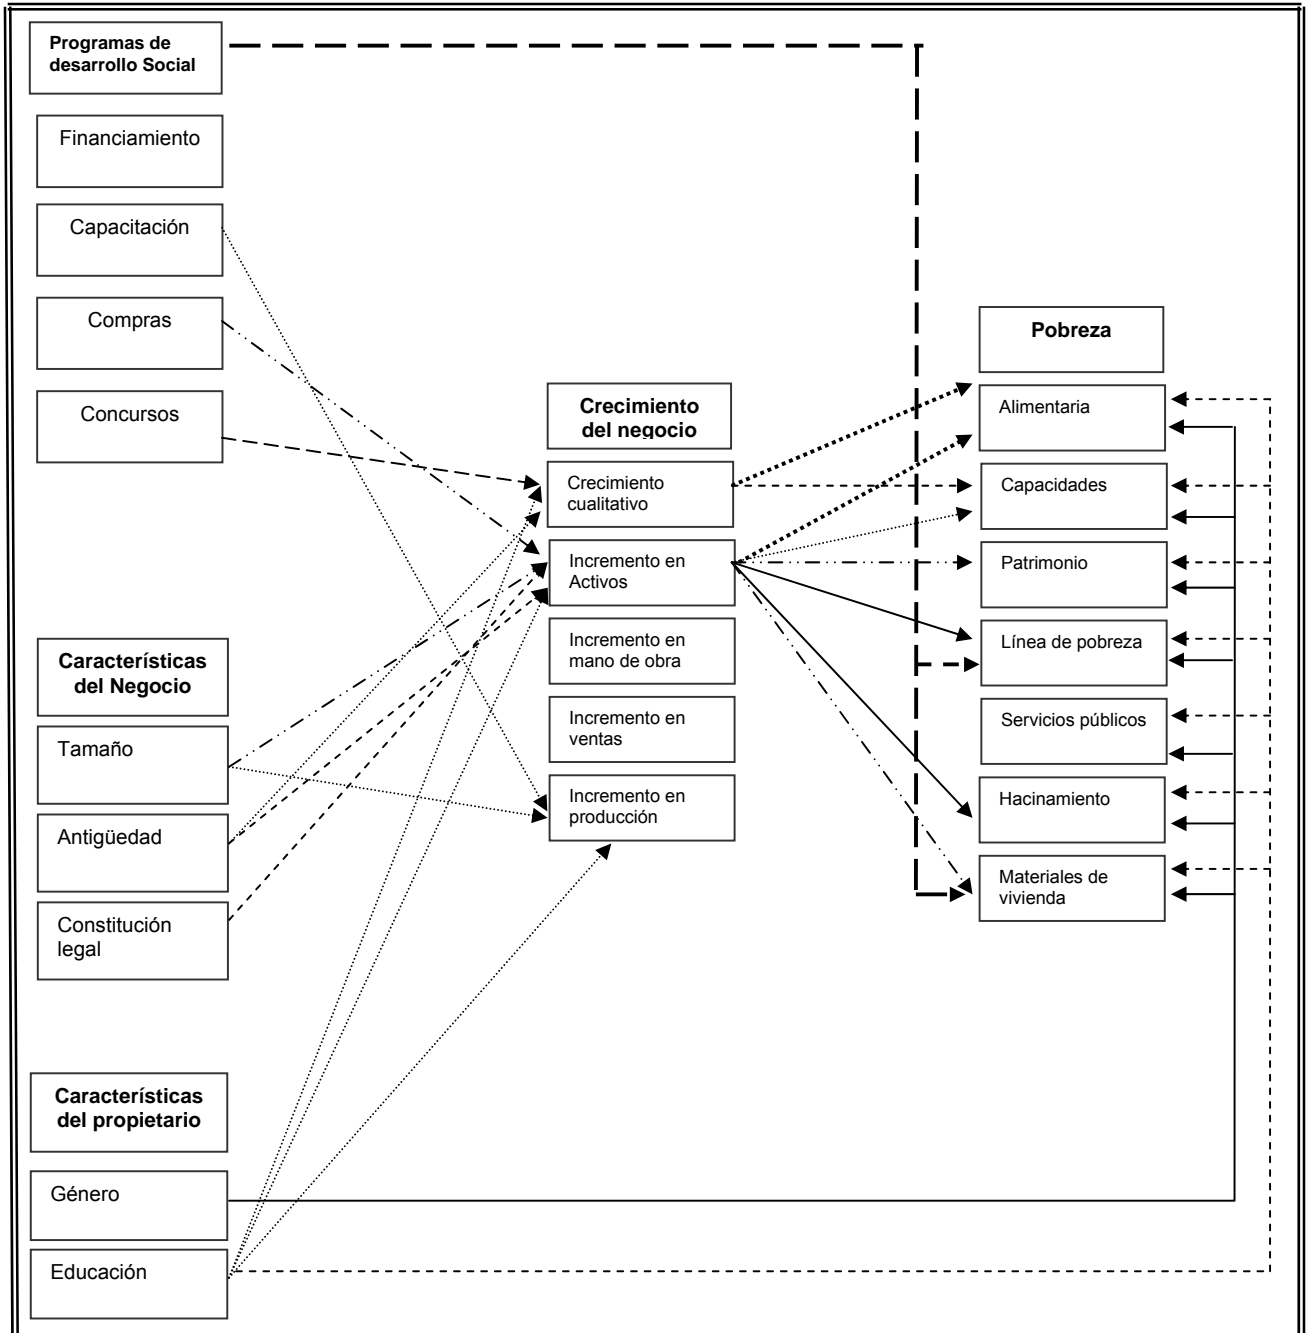 Programas de
desarrollo Social
Financiamiento
Capacitación
Compras
Concursos
Característísticas
del Negocio
Tamaño
Antigüedad
Constitución
legal
Características
del propietario
Género
Educación
Crecimiento
del negocio
Crecimiento
cualitativo
Incremento en
Activos
Incremento en
mano de obra
Incremento en
ventas
Incremento en
producción
Pobreza
Alimentaria
Capacidades
Patrimonio
Línea de pobreza
Servicios públicos
Hacinamiento
Materiales de
vivienda